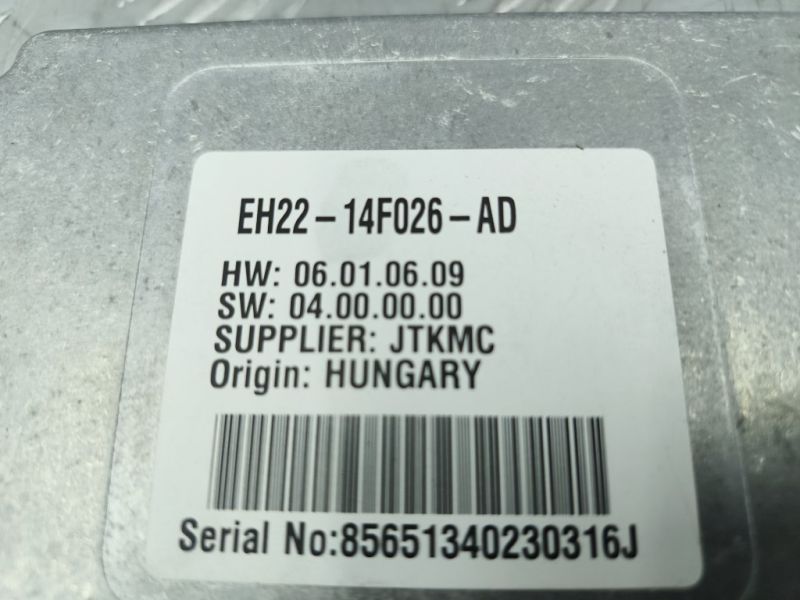 EH22-14F026-AD
HW: 06.01.06.09
SW: 04.00.00.00
SUPPLIER: JTKMC
Origin: HUNGARY
Serial No:85651340230316J